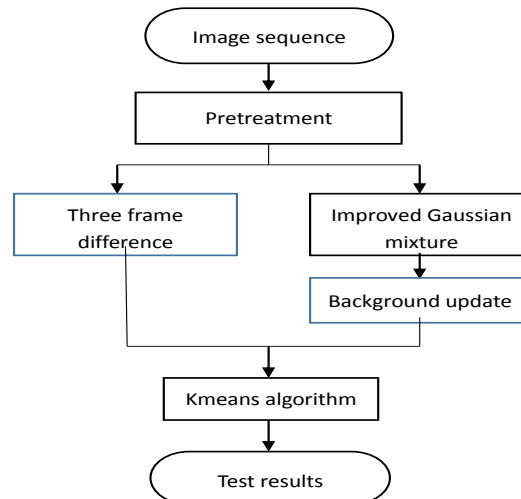 Image sequence
Pretreatment
Three frame
difference
Improved Gaussian
mixture
Background update
Kmeans algorithm
Test results